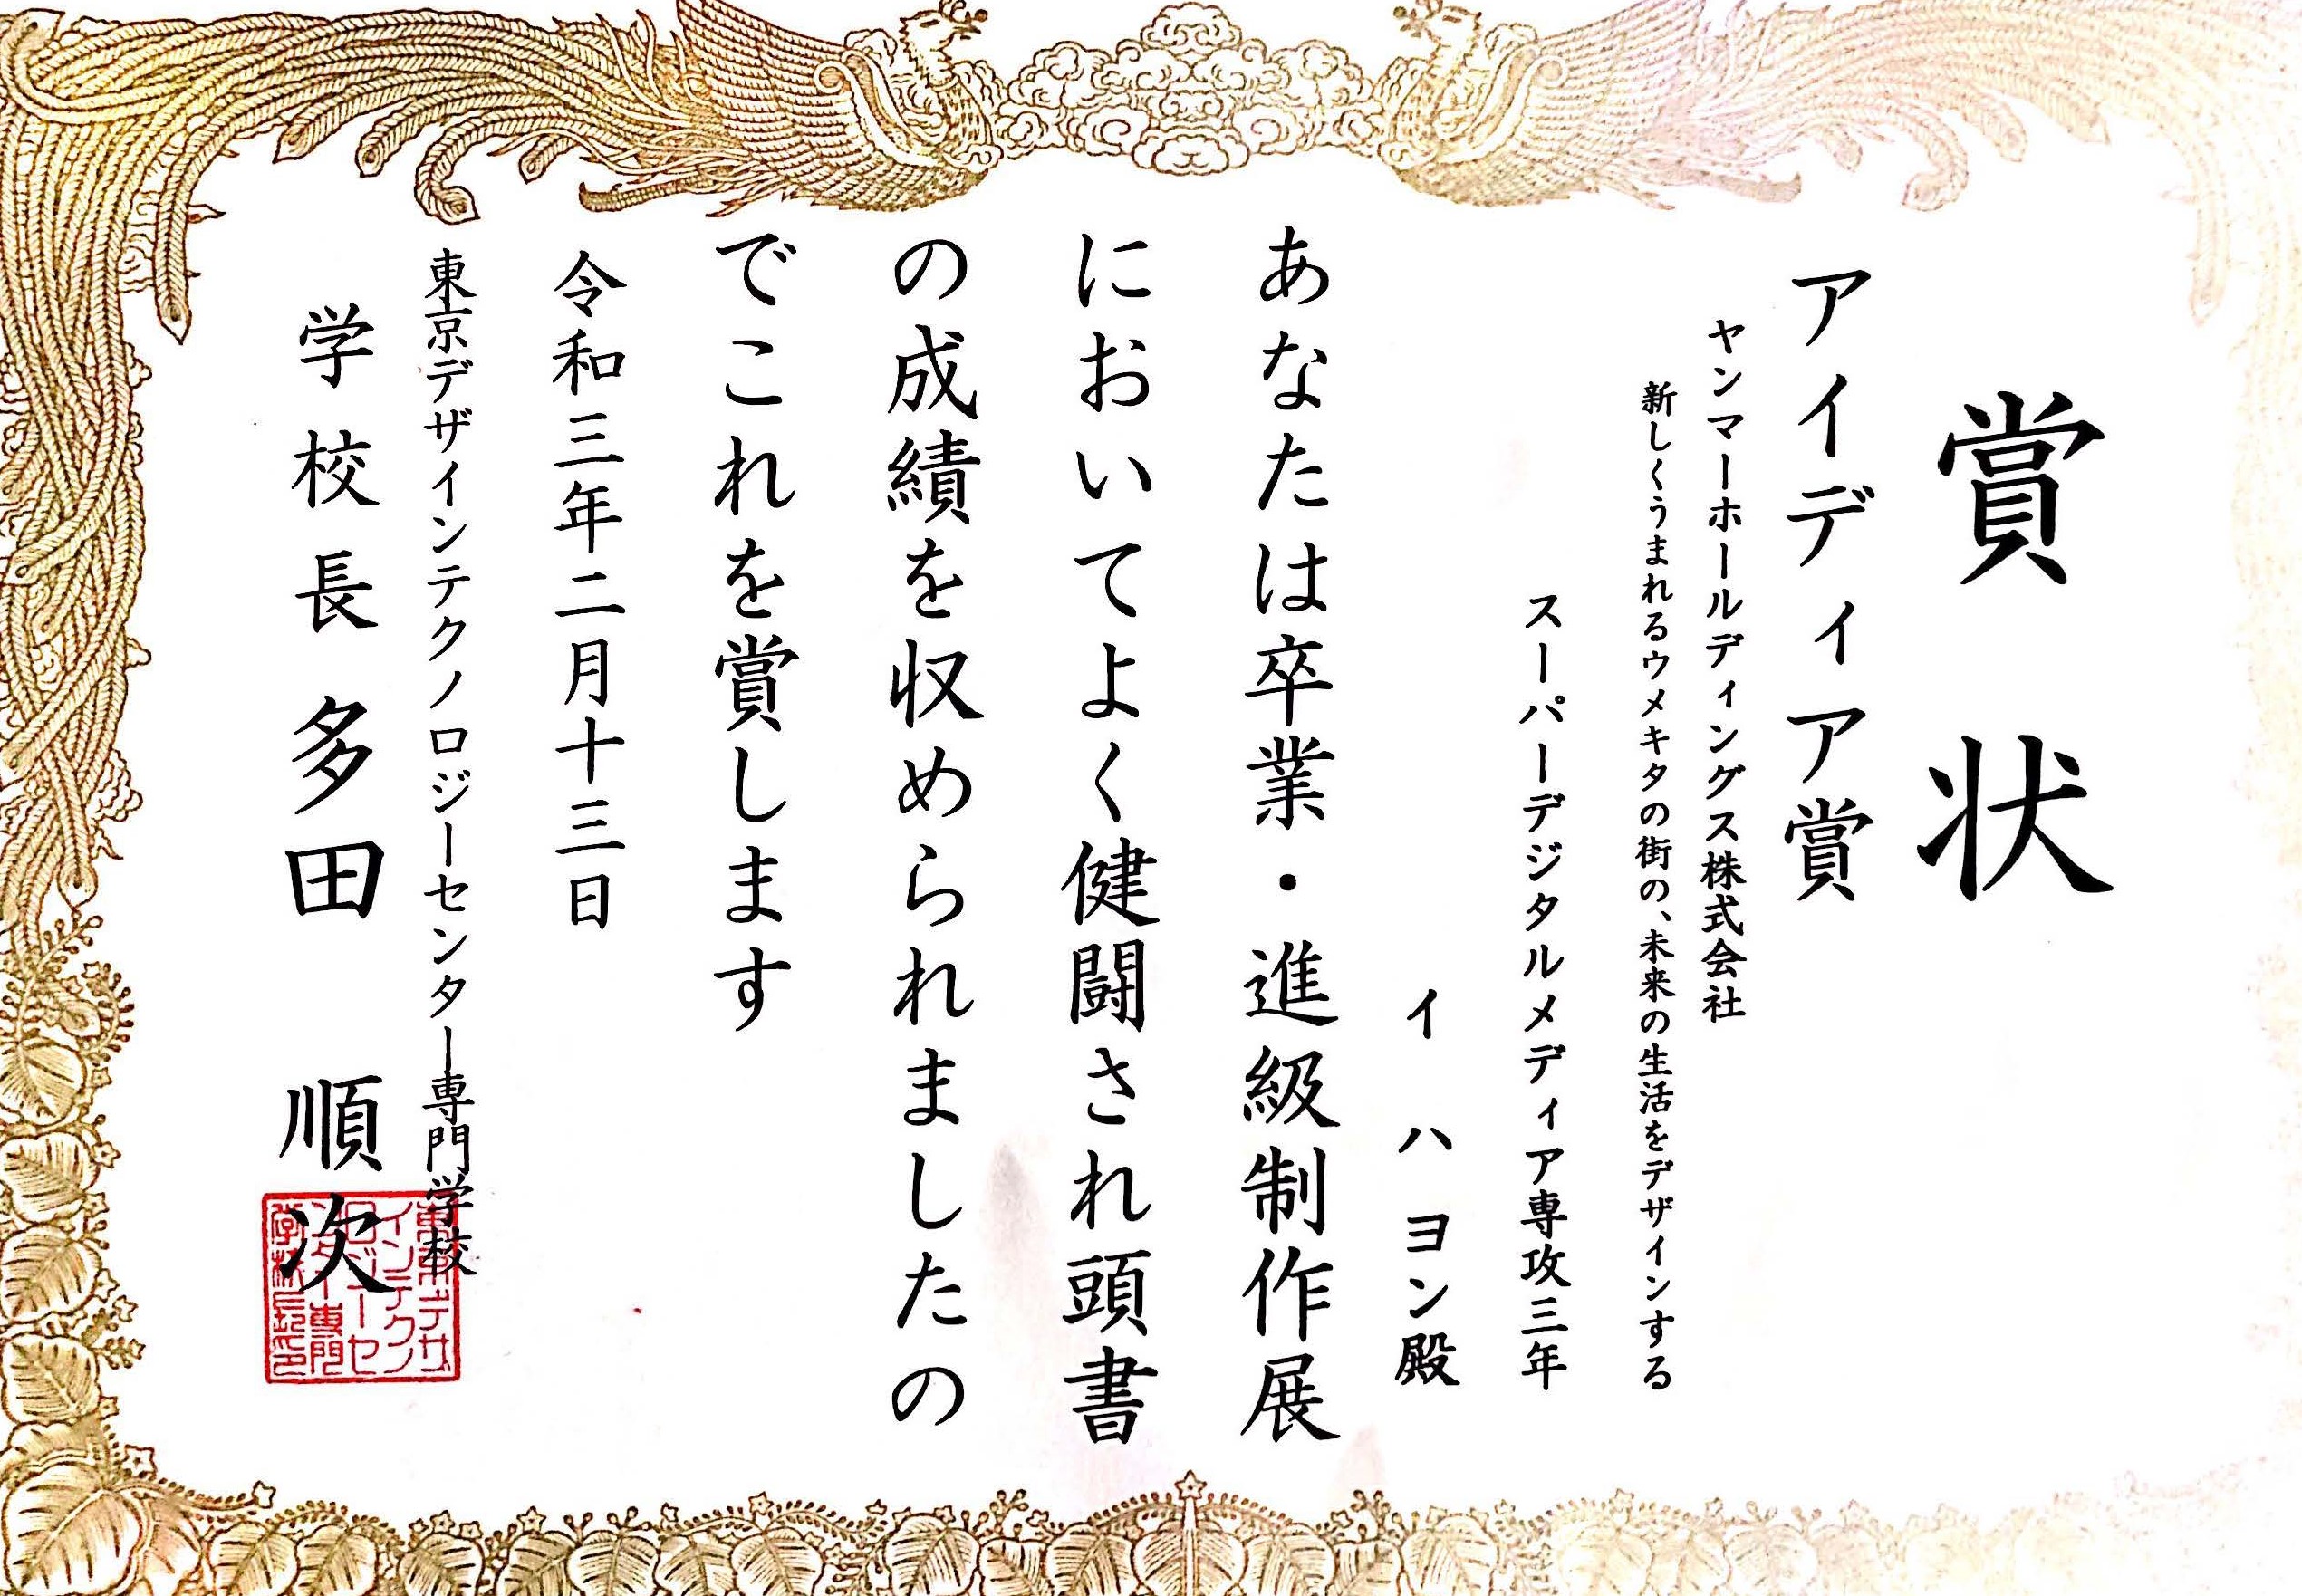 賞状
アイディア賞
ヤンマーホールディングス株式会社
新しくうまれるウメキタの街の、未来の生活をデザインする
スーパーデジタルメディア専攻三年
イ ハヨン殿
あなたは卒業・進級制作展
においてよく健闘され頭書
の成績を収められましたの
でこれを賞します
令和三年二月十三日
東京デザインテクノロジーセンター専門学校
学校長 多田 順次
東京デザ
インテクノ
ロジーセ
ンター専門
学校長印